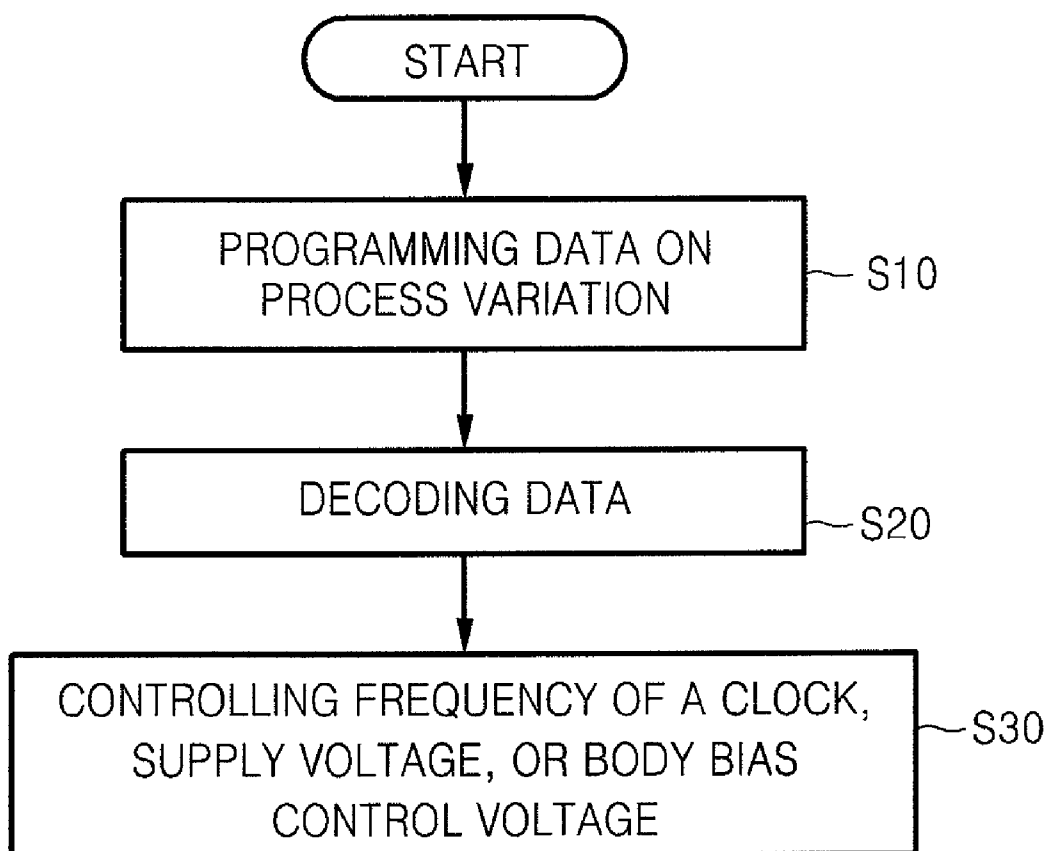 START
PROGRAMMING DATA ON
PROCESS VARIATION
S10
DECODING DATA
S20
CONTROLLING FREQUENCY OF A CLOCK,
SUPPLY VOLTAGE, OR BODY BIAS
CONTROL VOLTAGE
S30